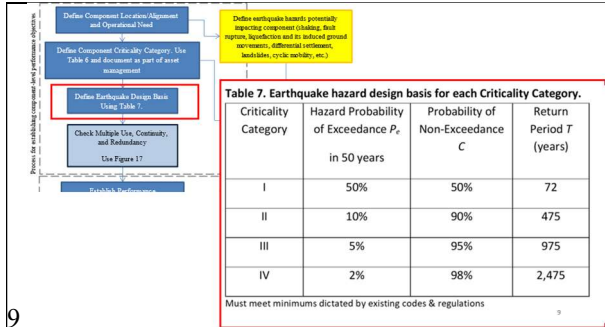 Process for establishing component-level performance objectives
Define Component Location/Alignment
and Operational Need
Define Component Criticality Category. Use
Table 6 and document as part of asset
management
Define Earthquake Design Basis
Using Table 7.
Check Multiple Use, Continuity,
and Redundancy
Use Figure 17
Establish Performance
Define earthquake hazards potentially
impacting component (shaking, fault
rupture, liquefaction and its induced ground
movements, differential settlement,
landslides, cyclic mobility, etc.)
Table 7. Earthquake hazard design basis for each Criticality Category.
Criticality Category Hazard Probability of Exceedance Pe in 50 years Probability of Non-Exceedance C Return Period T (years)
I 50% 50% 72
II 10% 90% 475
III 5% 95% 975
IV 2% 98% 2,475
Must meet minimums dictated by existing codes & regulations
9
9